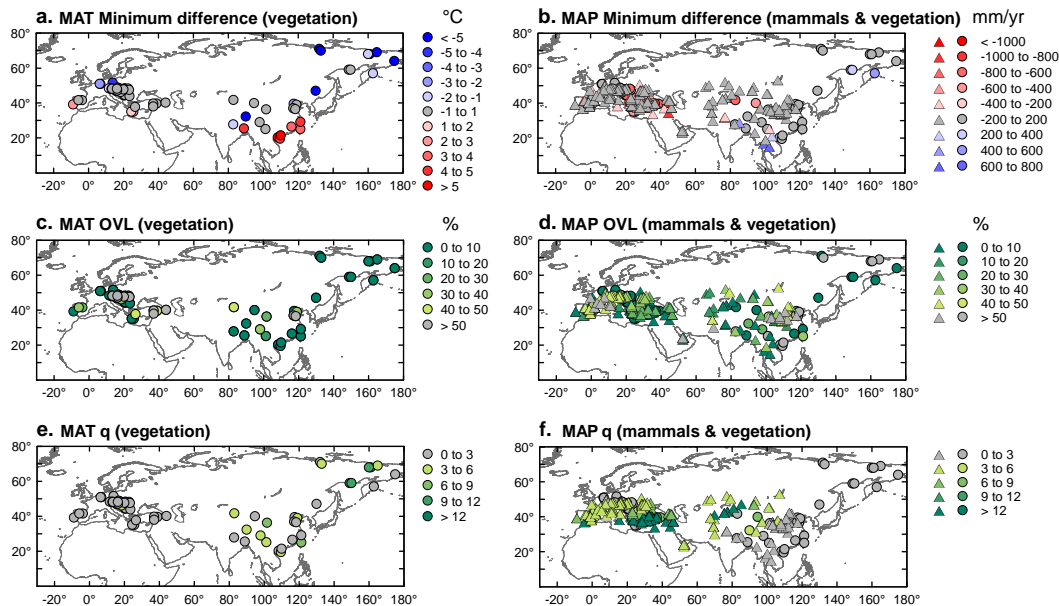 a. MAT Minimum difference (vegetation)
°C
80°
60°
40°
20°
-20° 0° 20° 40° 60° 80° 100° 120° 140° 160° 180°
< -5
-5 to -4
-4 to -3
-3 to -2
-2 to -1
-1 to 1
1 to 2
2 to 3
3 to 4
4 to 5
> 5
b. MAP Minimum difference (mammals & vegetation)
mm/yr
80°
60°
40°
20°
-20° 0° 20° 40° 60° 80° 100° 120° 140° 160° 180°
< -1000
-1000 to -800
-800 to -600
-600 to -400
-400 to -200
-200 to 200
200 to 400
400 to 600
600 to 800
c. MAT OVL (vegetation)
%
80°
60°
40°
20°
-20° 0° 20° 40° 60° 80° 100° 120° 140° 160° 180°
0 to 10
10 to 20
20 to 30
30 to 40
40 to 50
> 50
d. MAP OVL (mammals & vegetation)
%
80°
60°
40°
20°
-20° 0° 20° 40° 60° 80° 100° 120° 140° 160° 180°
0 to 10
10 to 20
20 to 30
30 to 40
40 to 50
> 50
e. MAT q (vegetation)
80°
60°
40°
20°
-20° 0° 20° 40° 60° 80° 100° 120° 140° 160° 180°
0 to 3
3 to 6
6 to 9
9 to 12
> 12
f. MAP q (mammals & vegetation)
80°
60°
40°
20°
-20° 0° 20° 40° 60° 80° 100° 120° 140° 160° 180°
0 to 3
3 to 6
6 to 9
9 to 12
> 12